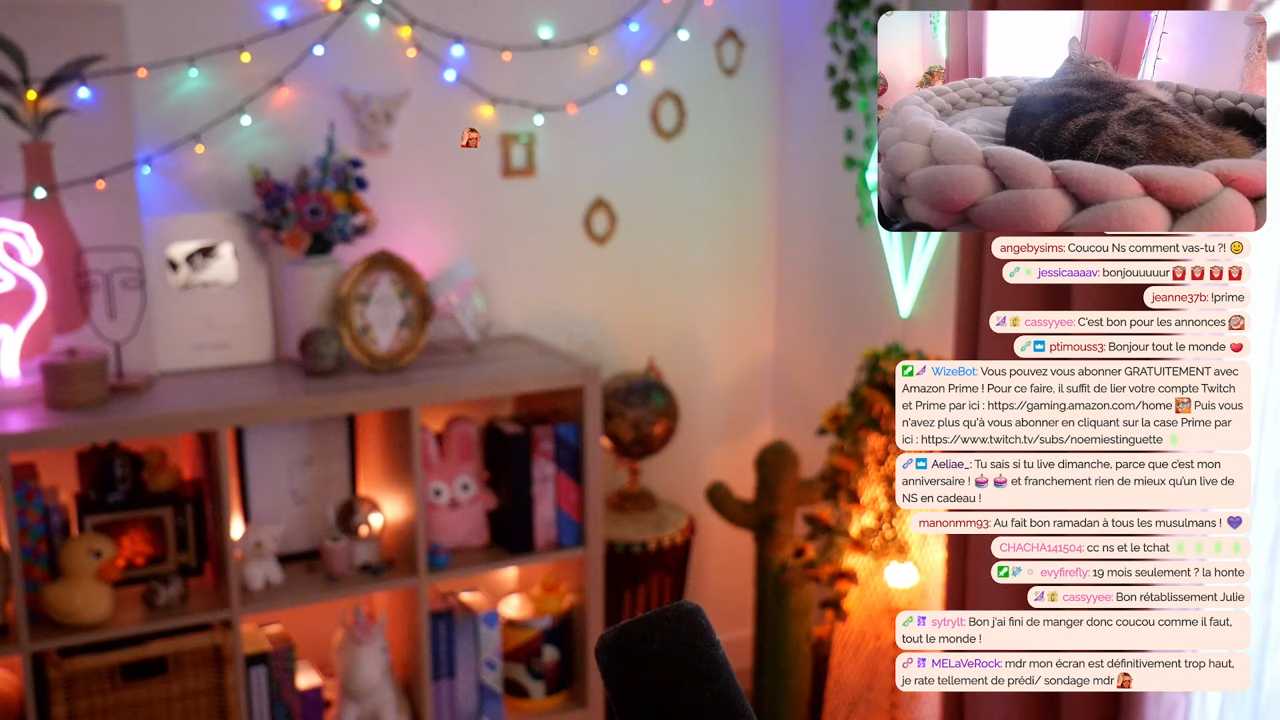 angebysims: Coucou Ns comment vas-tu ?!
jessicaaaav: bonjouuuuur
jeanne37b: !prime
cassyyee: C'est bon pour les annonces
ptimouss3: Bonjour tout le monde
WizeBot: Vous pouvez vous abonner GRATUITEMENT avec
Amazon Prime ! Pour ce faire, il suffit de lier votre compte Twitch
et Prime par ici : https://gaming.amazon.com/home Puis vous
n'avez plus qu'à vous abonner en cliquant sur la case Prime par
ici : https://www.twitch.tv/subs/noemiestinguette
Aeliae_: Tu sais si tu live dimanche, parce que c'est mon
anniversaire ! 🎂 🎂 et franchement rien de mieux qu'un live de
NS en cadeau !
manonmm93: Au fait bon ramadan à tous les musulmans ! 💜
CHACHA141504: cc ns et le tchat
evyfirefly: 19 mois seulement ? la honte
cassyyee: Bon rétablissement Julie
sytrylt: Bon j'ai fini de manger donc coucou comme il faut,
tout le monde !
MELaVeRock: mdr mon écran est définitivement trop haut,
je rate tellement de prédi/ sondage mdr